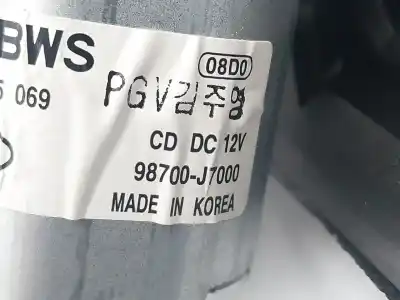 BWS
08D0
5 069
PGV김주영
CD DC 12V
98700-J7000
MADE IN KOREA